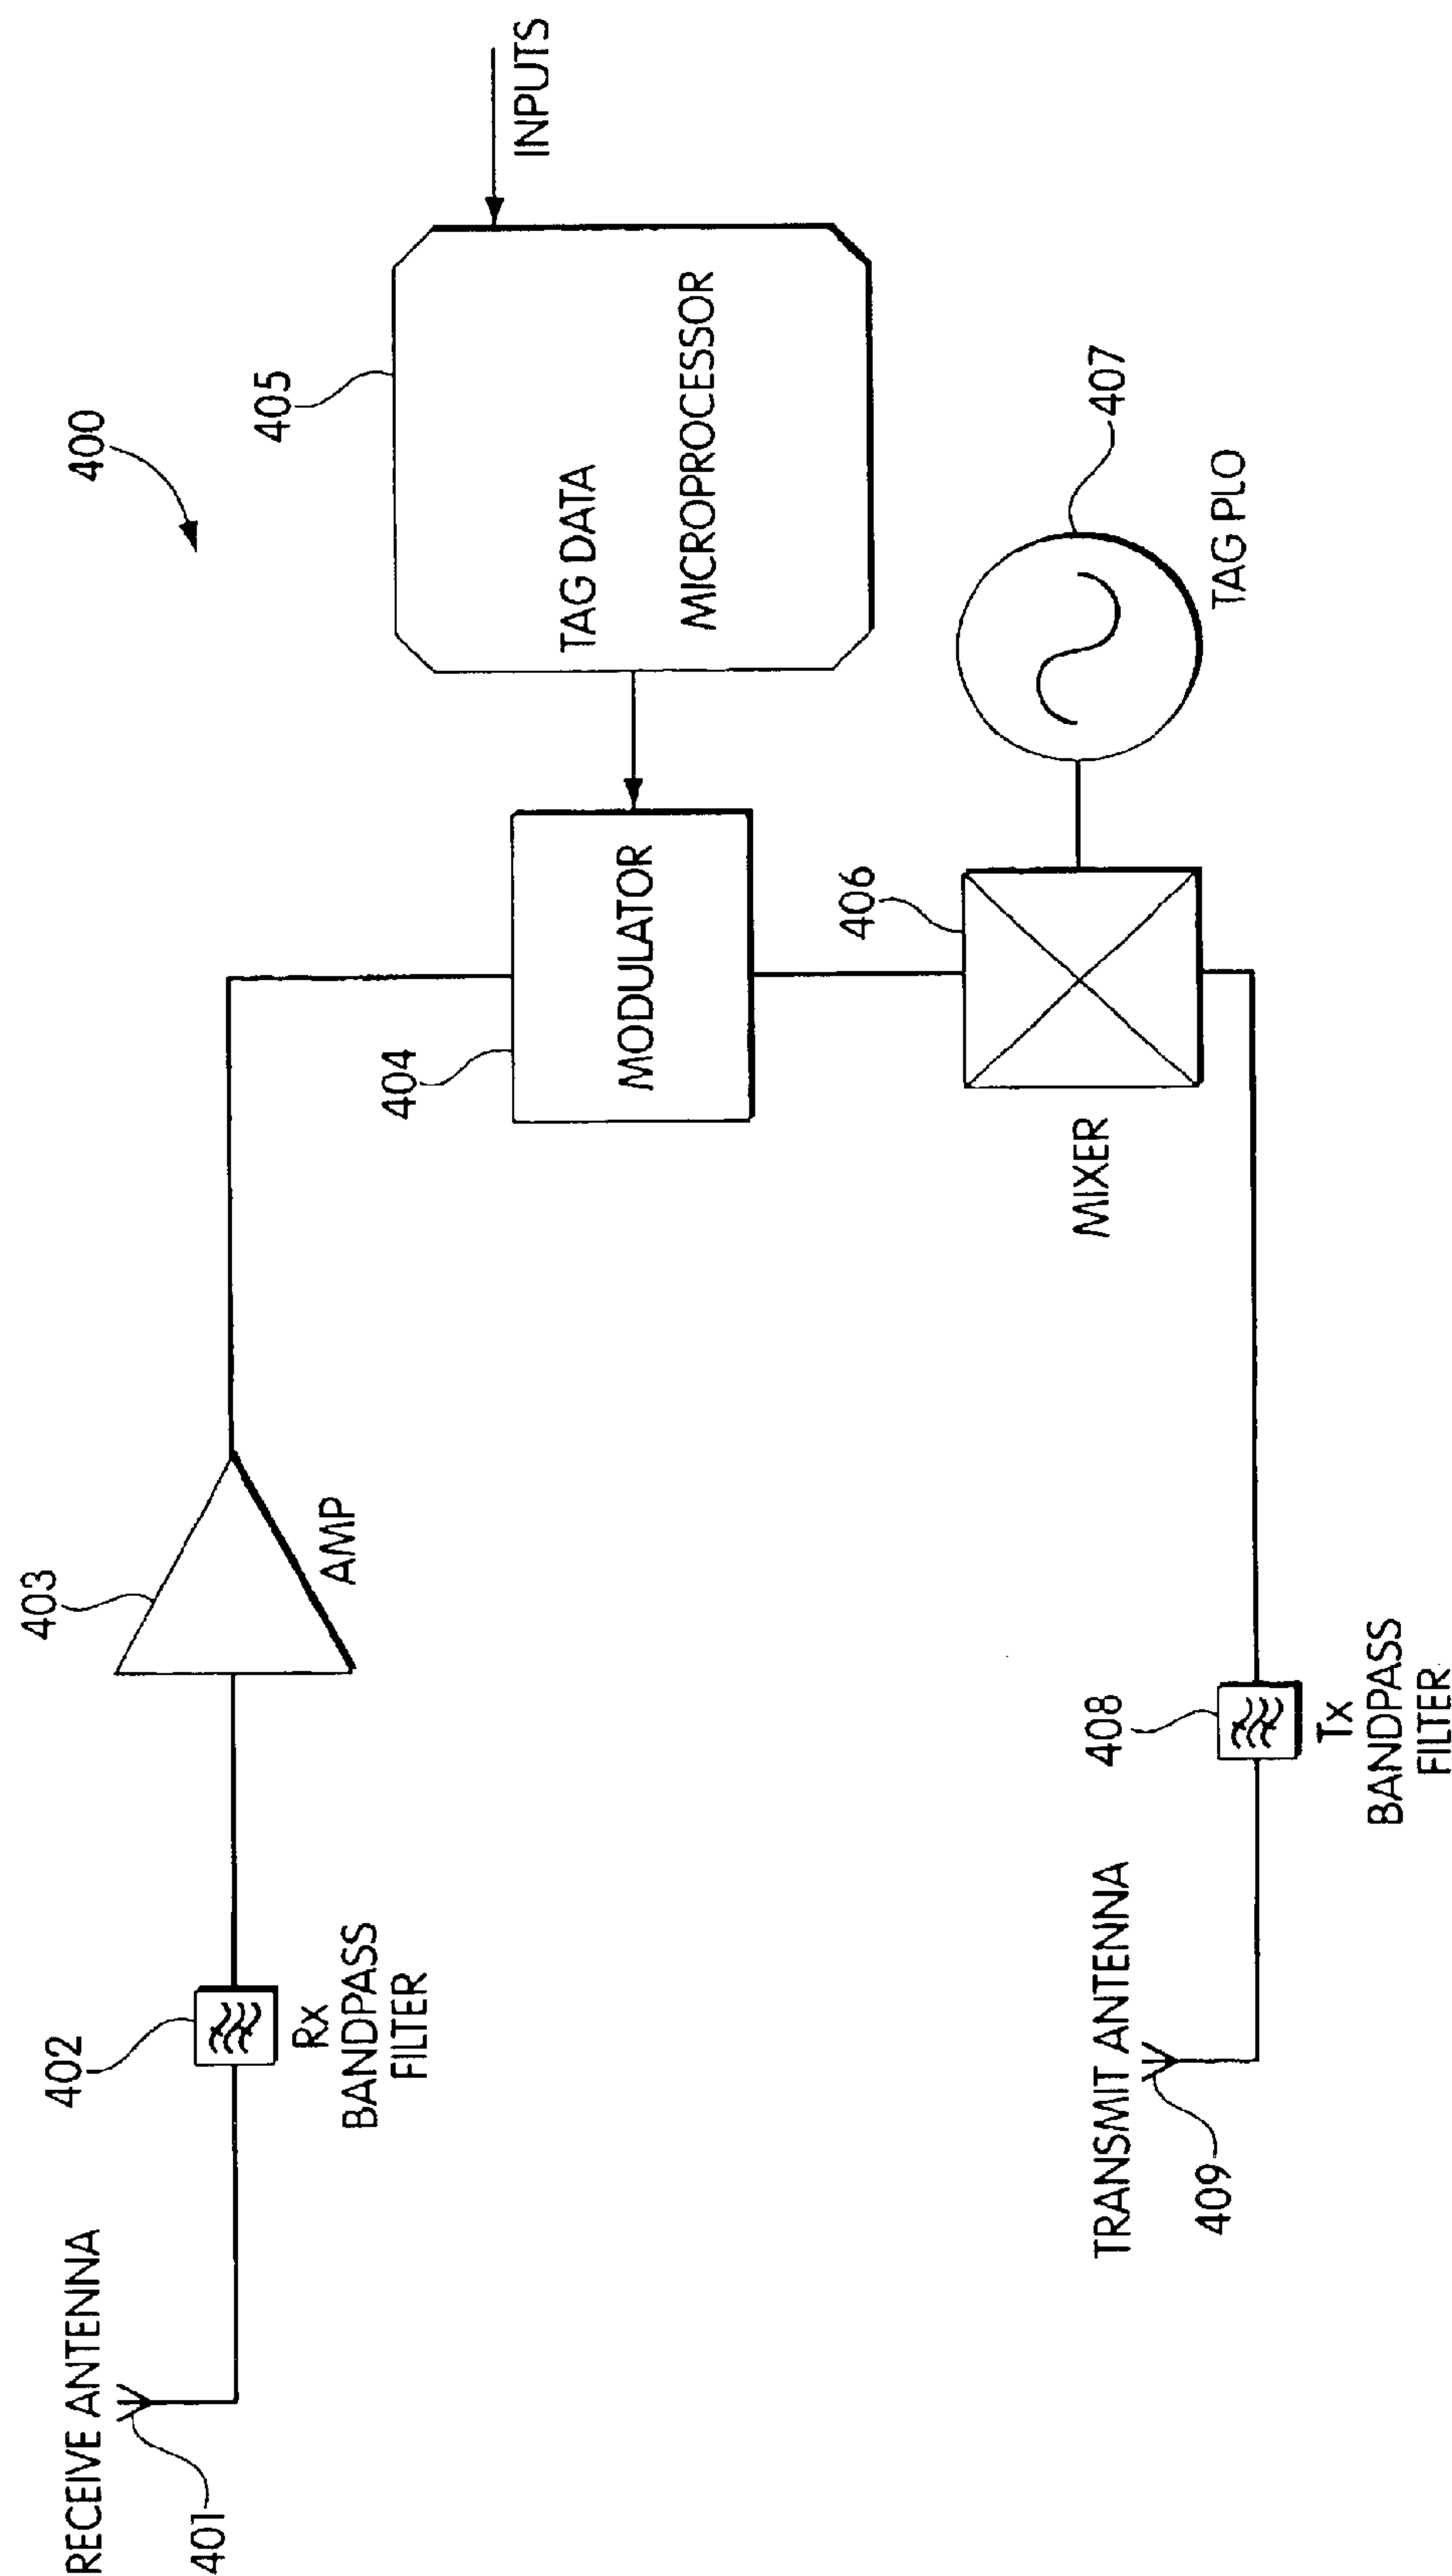 400
RECEIVE ANTENNA
401
402
Rx
BANDPASS
FILTER
403
AMP
404
MODULATOR
405
TAG DATA
MICROPROCESSOR
INPUTS
406
MIXER
407
TAG PLO
408
Tx
BANDPASS
FILTER
TRANSMIT ANTENNA
409